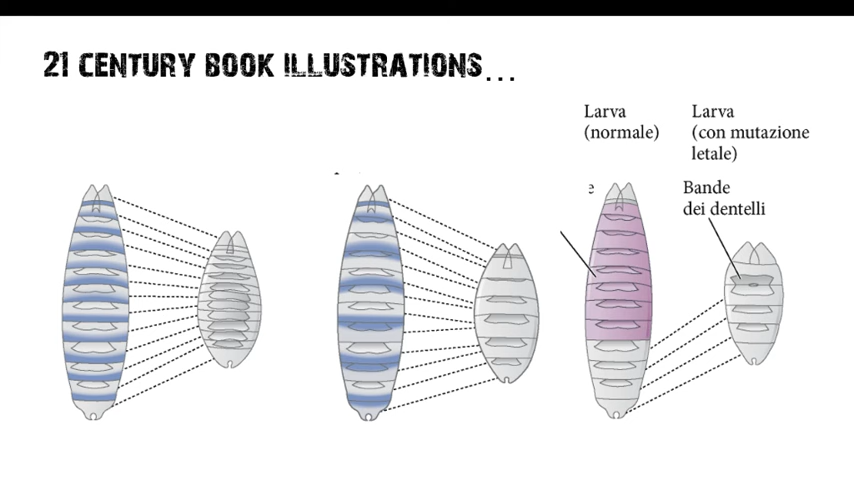 21 CENTURY BOOK ILLUSTRATIONS...
Larva
(normale)
Larva
(con mutazione
letale)
e
Bande
dei dentelli